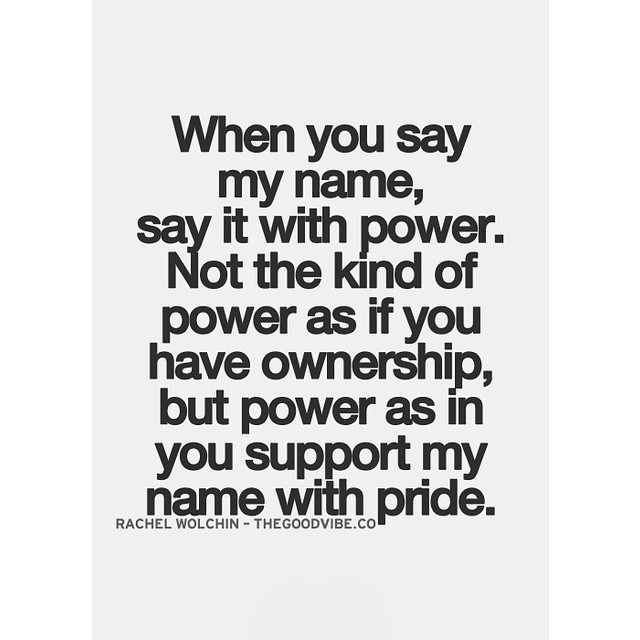 When you say
my name,
say it with power.
Not the kind of
power as if you
have ownership,
but power as in
you support my
name with pride.
RACHEL WOLCHIN – THEGOODVIBE.CO